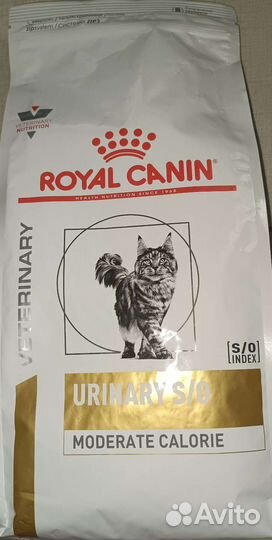 VETERINARY
NUTRITION
ROYAL CANIN
HEALTH NUTRITION SINCE 1968
VETERINARY
S/O
INDEX
URINARY S/O
MODERATE CALORIE
Avito